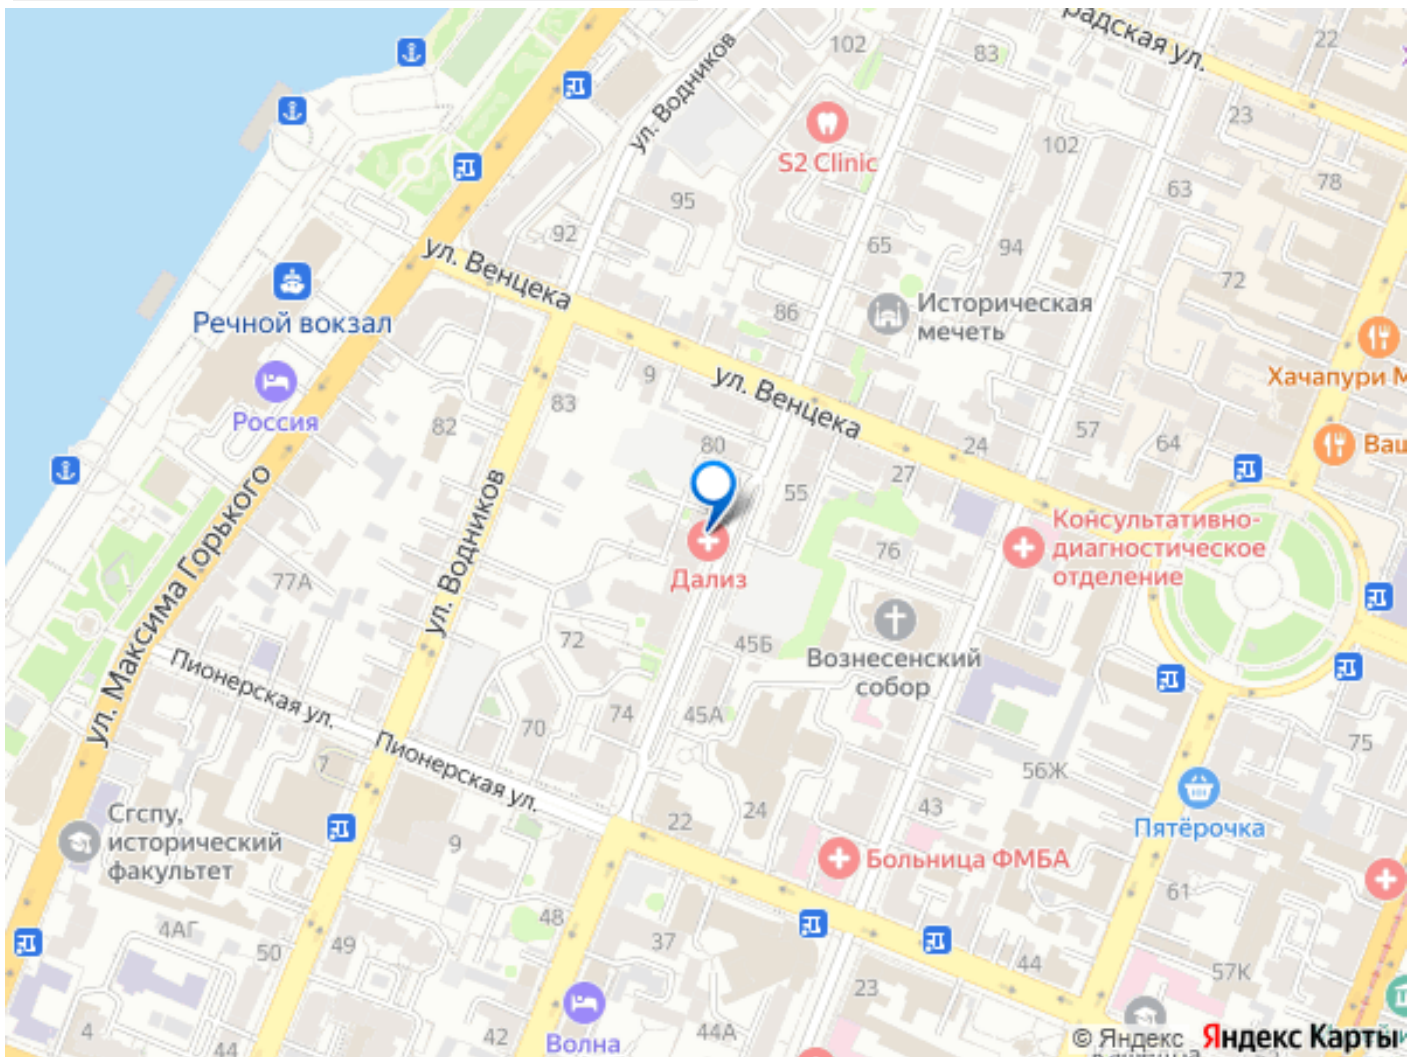 радская ул.
102
83
22
ул. Водников
23
S2 Clinic
102
63
78
95
92
65
94
ул. Венцека
72
86
Историческая
мечеть
Речной вокзал
Хачапури М
9
ул. Венцека
Россия
83
82
80
24
57
64
Ваш
27
55
ул. Максима Горького
ул. Водников
Консультативно-
диагностическое
отделение
76
Дализ
77А
72
45Б
Вознесенский
собор
Пионерская ул.
74
45А
70
75
Пионерская ул.
7
56Ж
Сгспу,
исторический
факультет
22
24
43
Пятёрочка
9
Больница ФМБА
61
4АГ
50
49
48
37
44
57К
23
4
44
42
Волна
44А
© Яндекс Яндекс Карты